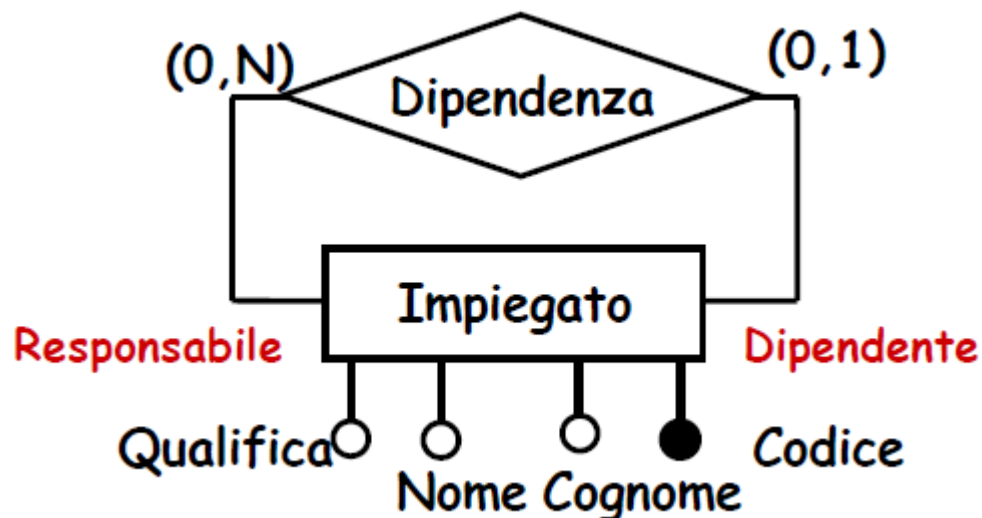 (0,N)
(0,1)
Dipendenza
Impiegato
Responsabile
Dipendente
Qualifica
Codice
Nome Cognome